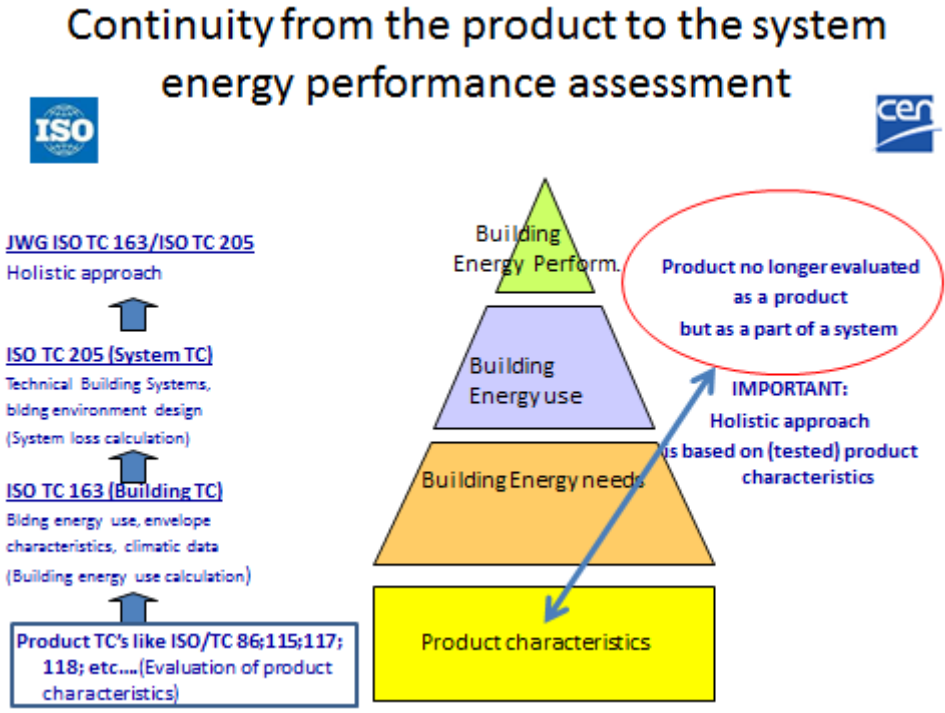 Continuity from the product to the system
energy performance assessment
ISO
cen
JWG ISO TC 163/ISO TC 205
Holistic approach
ISO TC 205 (System TC)
Technical Building Systems,
bldng environment design
(System loss calculation)
ISO TC 163 (Building TC)
Bldng energy use, envelope
characteristics, climatic data
(Building energy use calculation)
Product TC's like ISO/TC 86;115;117;
118; etc....(Evaluation of product
characteristics)
Building
Energy Perform.
Building
Energy use
Building Energy needs
Product characteristics
Product no longer evaluated
as a product
but as a part of a system
IMPORTANT:
Holistic approach
is based on (tested) product
characteristics